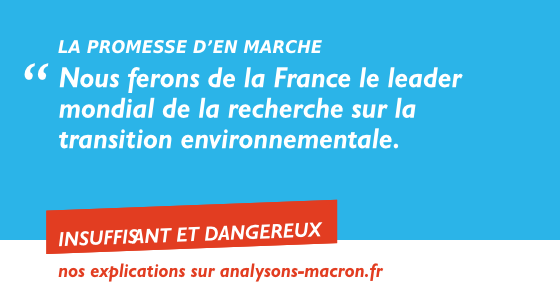 LA PROMESSE D'EN MARCHE
“ Nous ferons de la France le leader
mondial de la recherche sur la
transition environnementale.
INSUFFISANT ET DANGEREUX
nos explications sur analysons-macron.fr